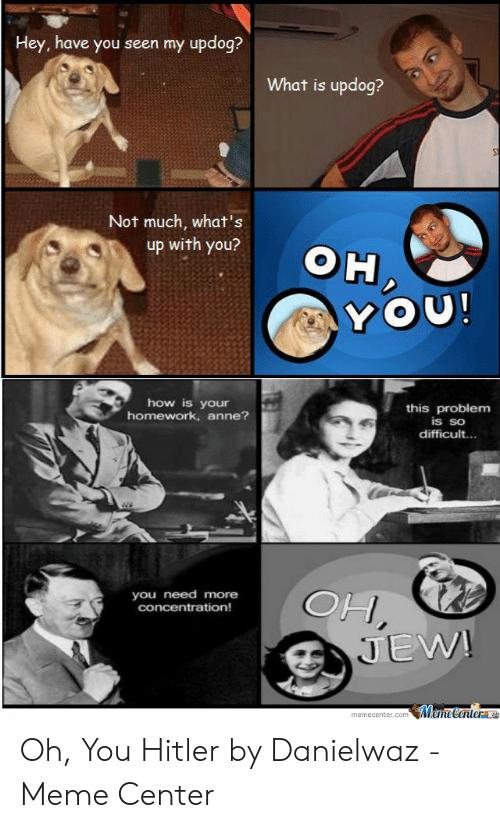 Hey, have you seen my updog?
What is updog?
Not much, what's
up with you?
OH,
YOU!
how is your
homework, anne?
this problem
is so
difficult...
you need more
concentration!
OH,
JEW!
memecenter.com MemeCenter
Oh, You Hitler by Danielwaz -
Meme Center